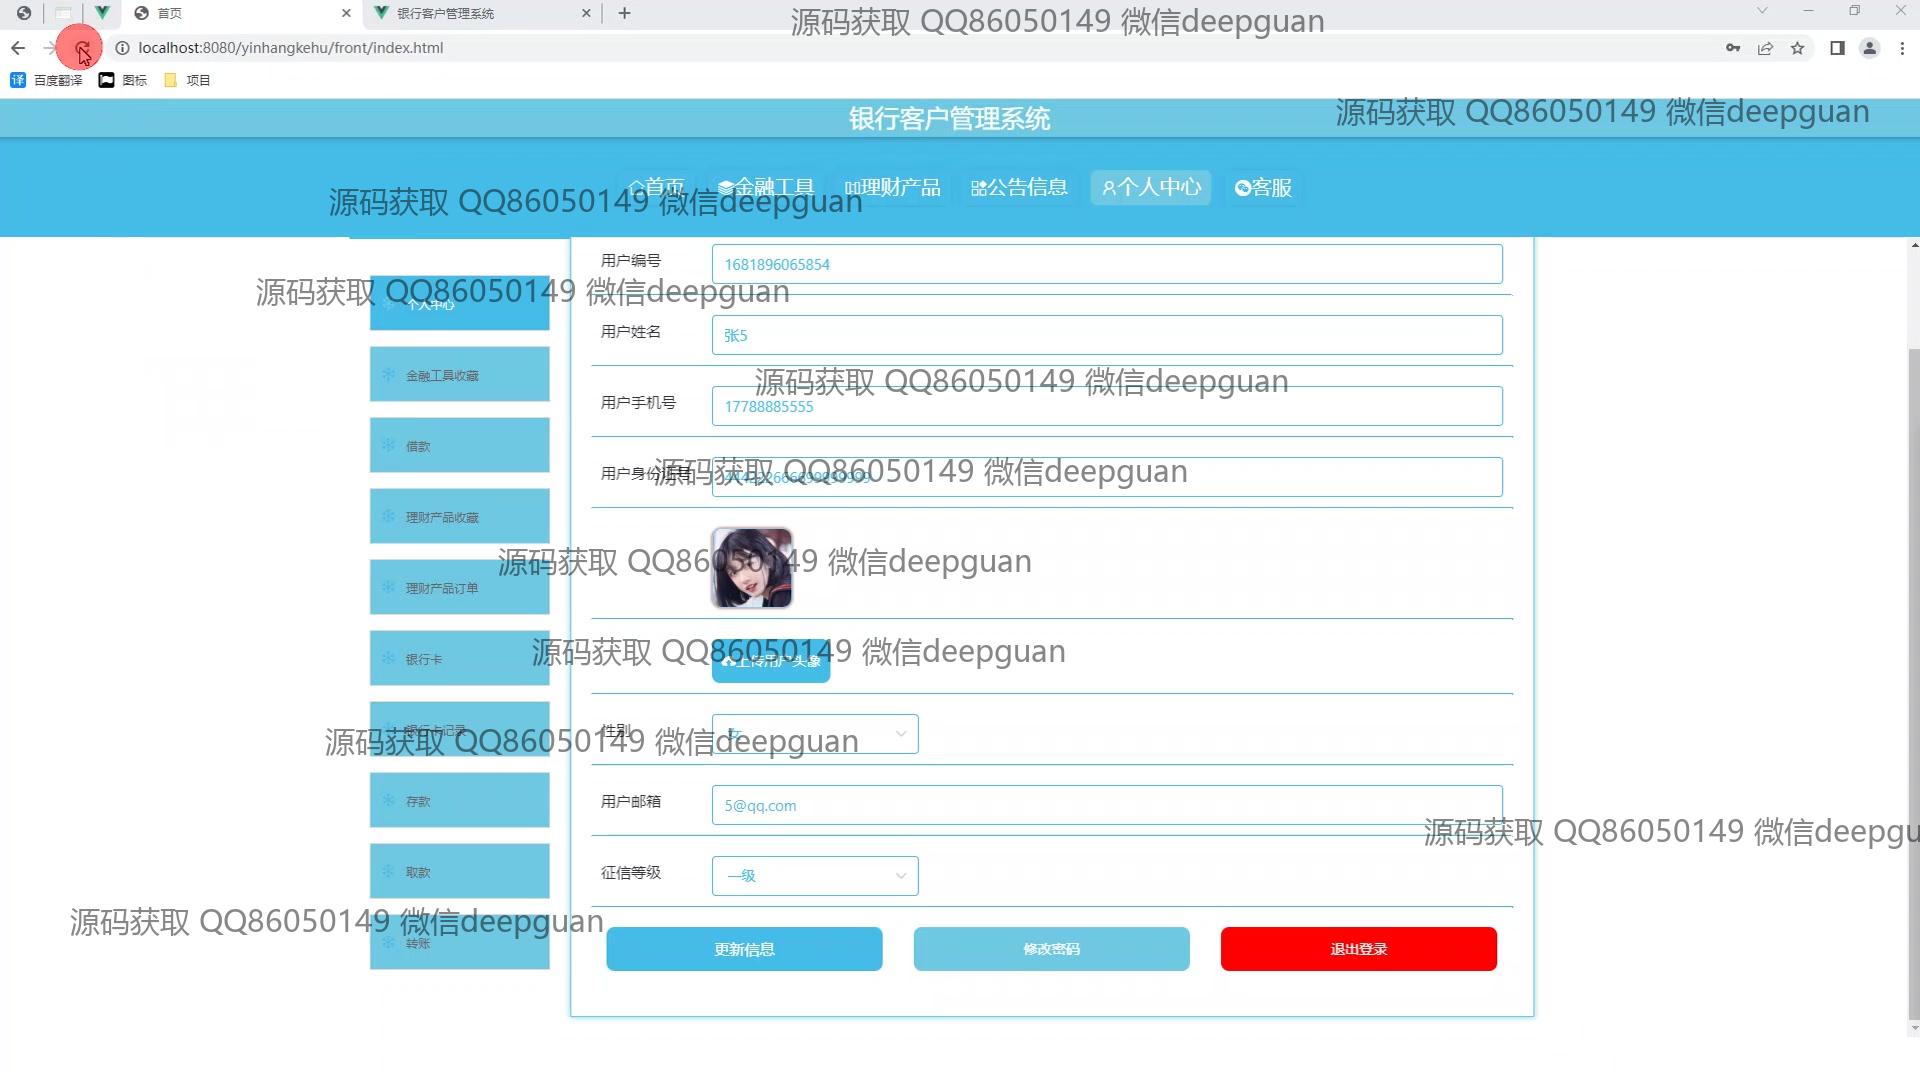 首页
银行客户管理系统
源码获取 QQ86050149 微信deepguan
localhost:8080/yinhangkehu/front/index.html
译 百度翻译 图标 项目
银行客户管理系统
源码获取 QQ86050149 微信deepguan
首页 金融工具 理财产品 公告信息 个人中心 客服
源码获取 QQ86050149 微信deepguan
用户编号 1681896065854
源码获取 QQ86050149 微信deepguan
个人中心
用户姓名 张5
金融工具收藏
源码获取 QQ86050149 微信deepguan
用户手机号 17788885555
借款
用户身份证号
源码获取 QQ86050149 微信deepguan
理财产品收藏
源码获取 QQ86050149 微信deepguan
理财产品订单
源码获取 QQ86050149 微信deepguan
上传用户头像
银行卡
性别 女
银行卡记录
源码获取 QQ86050149 微信deepguan
存款
用户邮箱 5@qq.com
源码获取 QQ86050149 微信deepgu
取款
征信等级 一级
源码获取 QQ86050149 微信deepguan
转账
更新信息 修改密码 退出登录